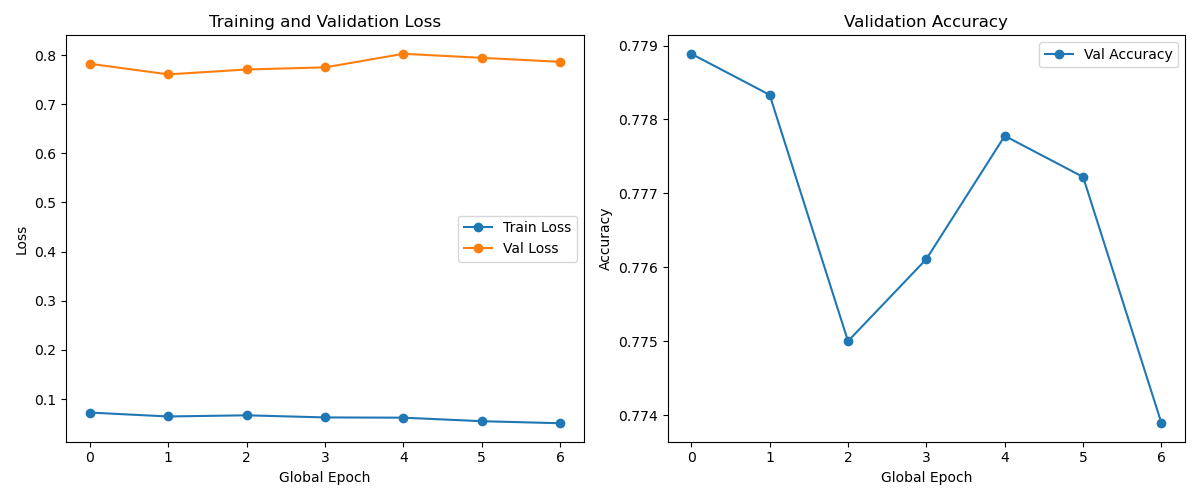 Training and Validation Loss
0.8
0.7
0.6
0.5
0.4
0.3
0.2
0.1
Loss
Train Loss
Val Loss
0 1 2 3 4 5 6
Global Epoch
Validation Accuracy
0.779
0.778
0.777
0.776
0.775
0.774
Accuracy
Val Accuracy
0 1 2 3 4 5 6
Global Epoch